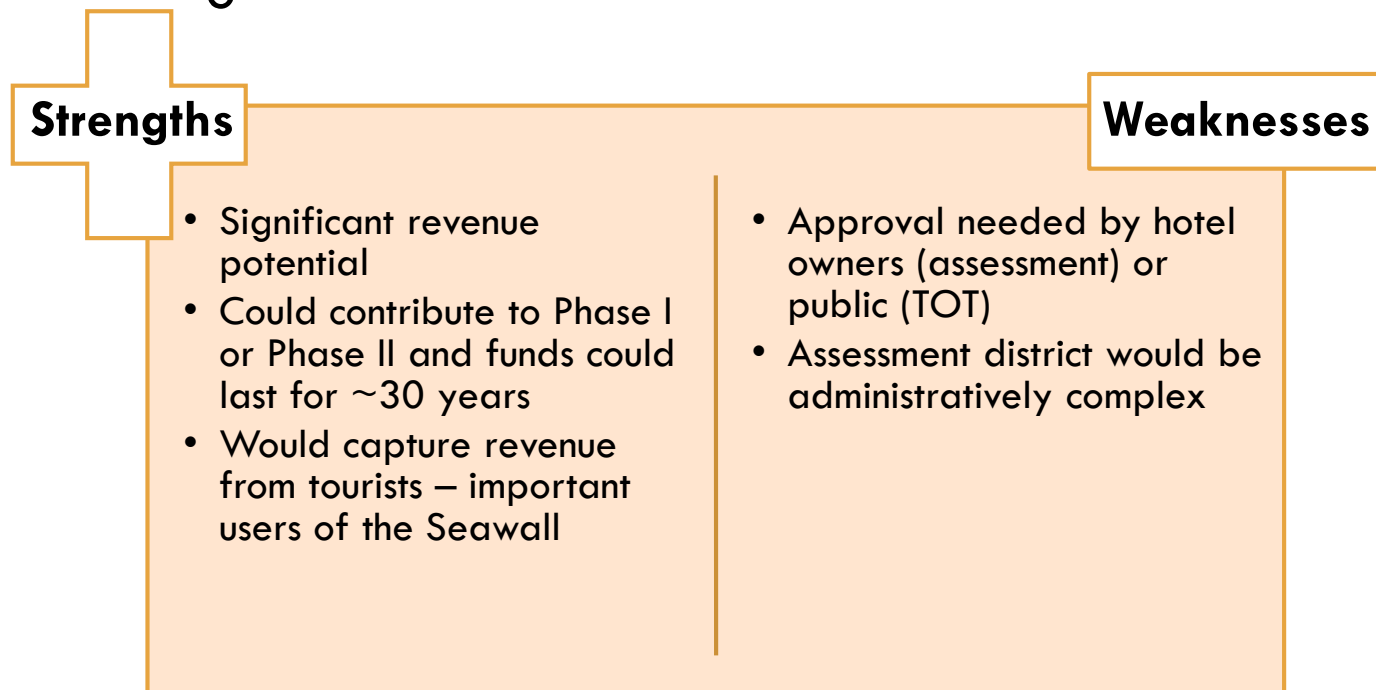 Strengths
Weaknesses
• Significant revenue
potential
• Could contribute to Phase I
or Phase II and funds could
last for ~30 years
• Would capture revenue
from tourists – important
users of the Seawall
• Approval needed by hotel
owners (assessment) or
public (TOT)
• Assessment district would be
administratively complex